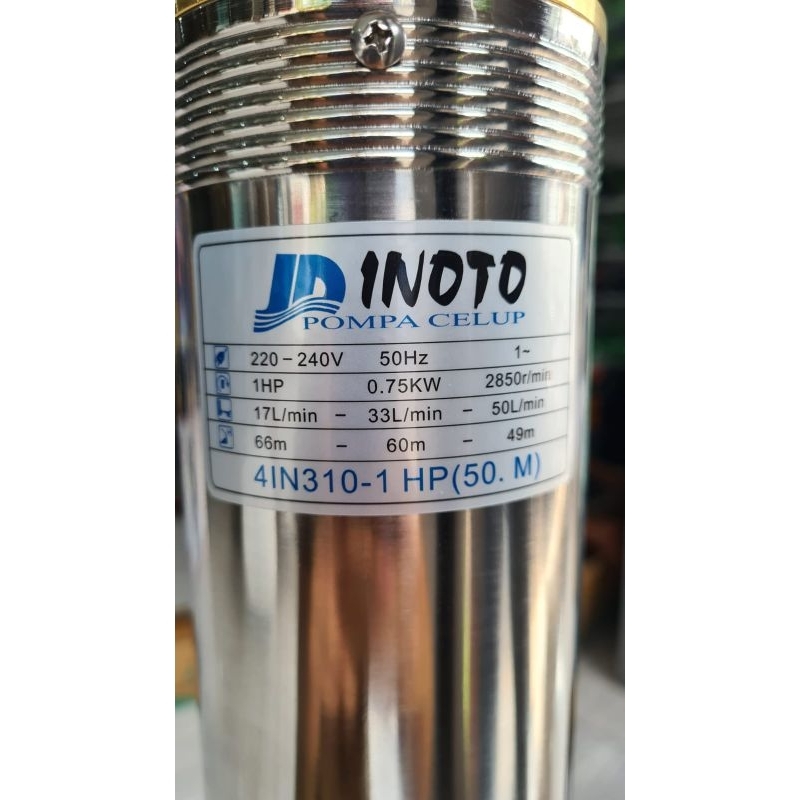 JD INOTO
POMPA CELUP
220-240V 50Hz 1~
1HP 0.75KW 2850r/min
17L/min - 33L/min - 50L/min
66m - 60m - 49m
4IN310-1 HP(50. M)